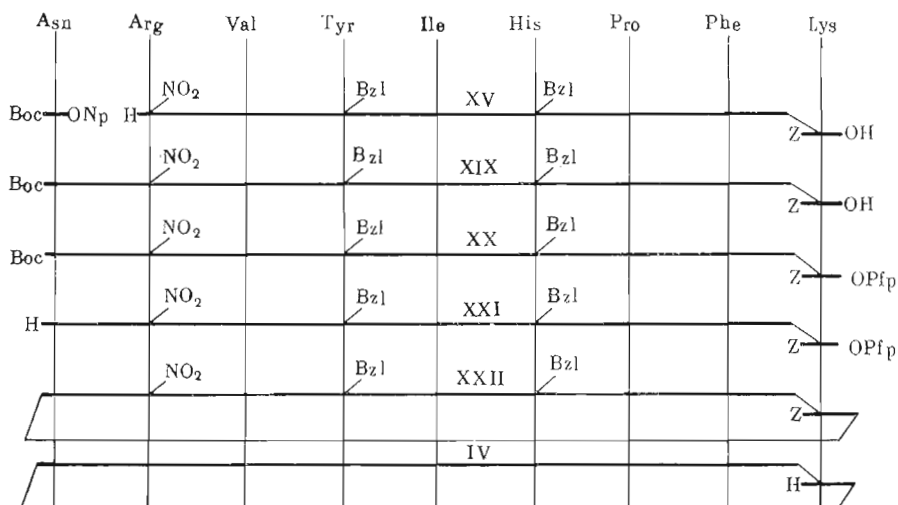 Asn Arg Val Tyr Ile His Pro Phe Lys
NO₂ Bzl Bzl
Boc ONp H XV
Z OH
NO₂ Bzl Bzl
Boc XIX
Z OH
NO₂ Bzl Bzl
Boc XX
Z OPfp
NO₂ Bzl Bzl
H XXI
Z OPfp
NO₂ Bzl Bzl
XXII
Z
IV
H